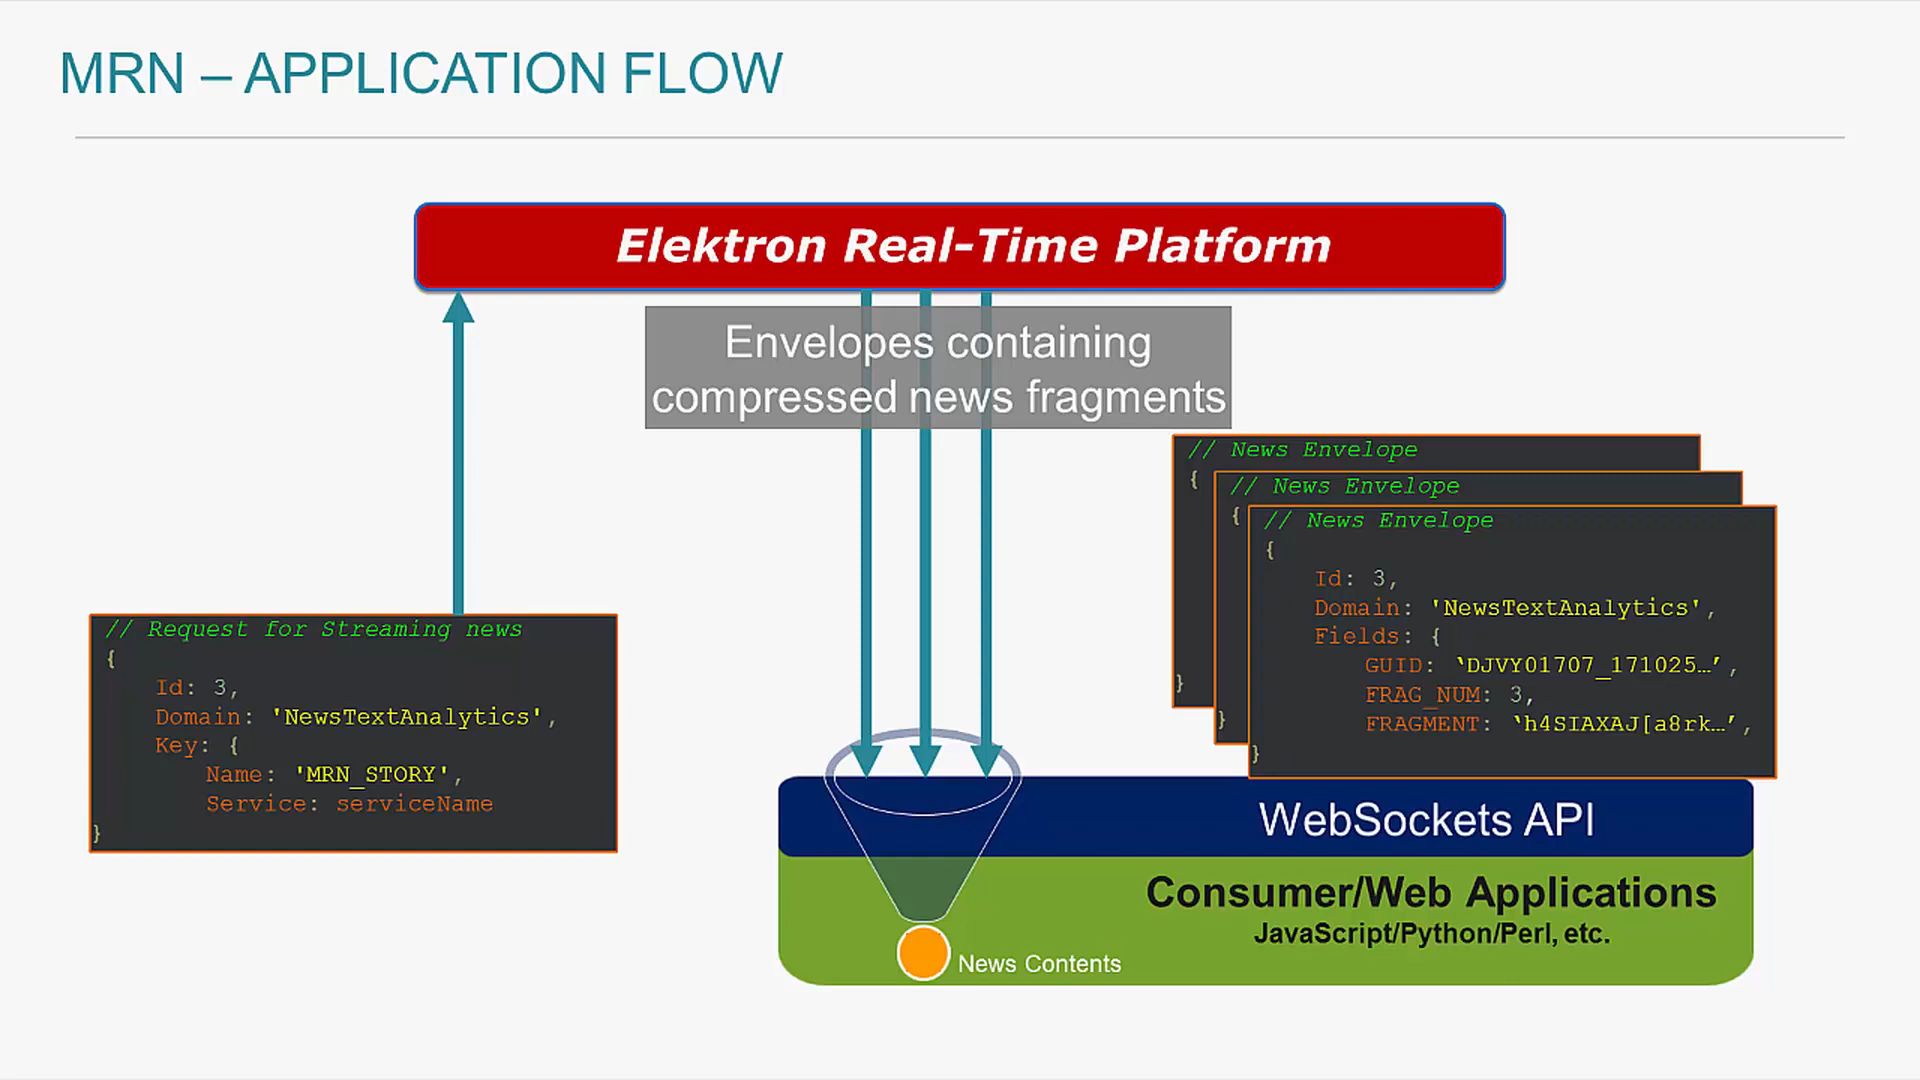 MRN – APPLICATION FLOW
Elektron Real-Time Platform
Envelopes containing
compressed news fragments
// Request for Streaming news
{
Id: 3,
Domain: 'NewsTextAnalytics',
Key: {
Name: 'MRN_STORY',
Service: serviceName
}
// News Envelope
{
}
// News Envelope
{
}
// News Envelope
{
Id: 3,
Domain: 'NewsTextAnalytics',
Fields: {
GUID: ‘DJVY01707_171025…’,
FRAG_NUM: 3,
FRAGMENT: ‘h4SIAXAJ[a8rk…’,
}
WebSockets API
Consumer/Web Applications
JavaScript/Python/Perl, etc.
News Contents